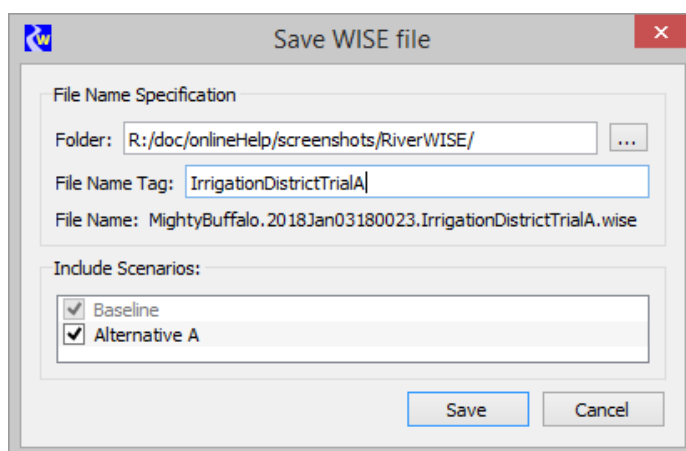 Save WISE file
File Name Specification
Folder: R:/doc/onlineHelp/screenshots/RiverWISE/ ...
File Name Tag: IrrigationDistrictTrialA
File Name: MightyBuffalo.2018Jan03180023.IrrigationDistrictTrialA.wise
Include Scenarios:
Baseline
Alternative A
Save Cancel